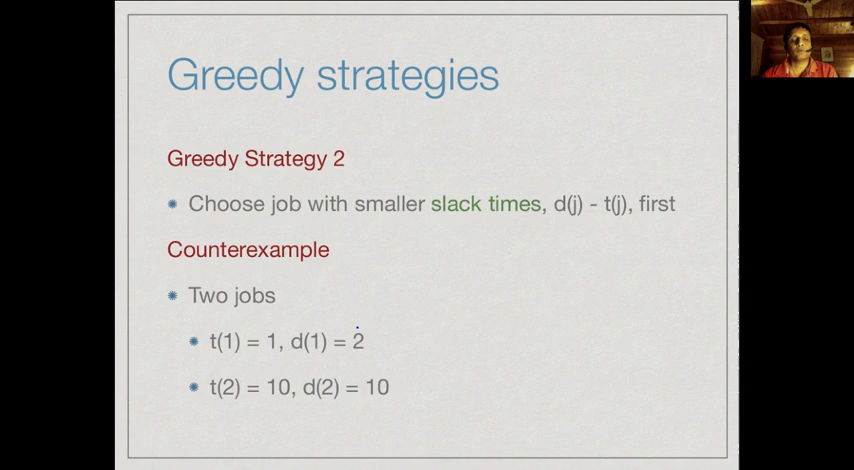 Greedy strategies
Greedy Strategy 2
Choose job with smaller slack times, d(j) - t(j), first
Counterexample
Two jobs
t(1) = 1, d(1) = 2
t(2) = 10, d(2) = 10